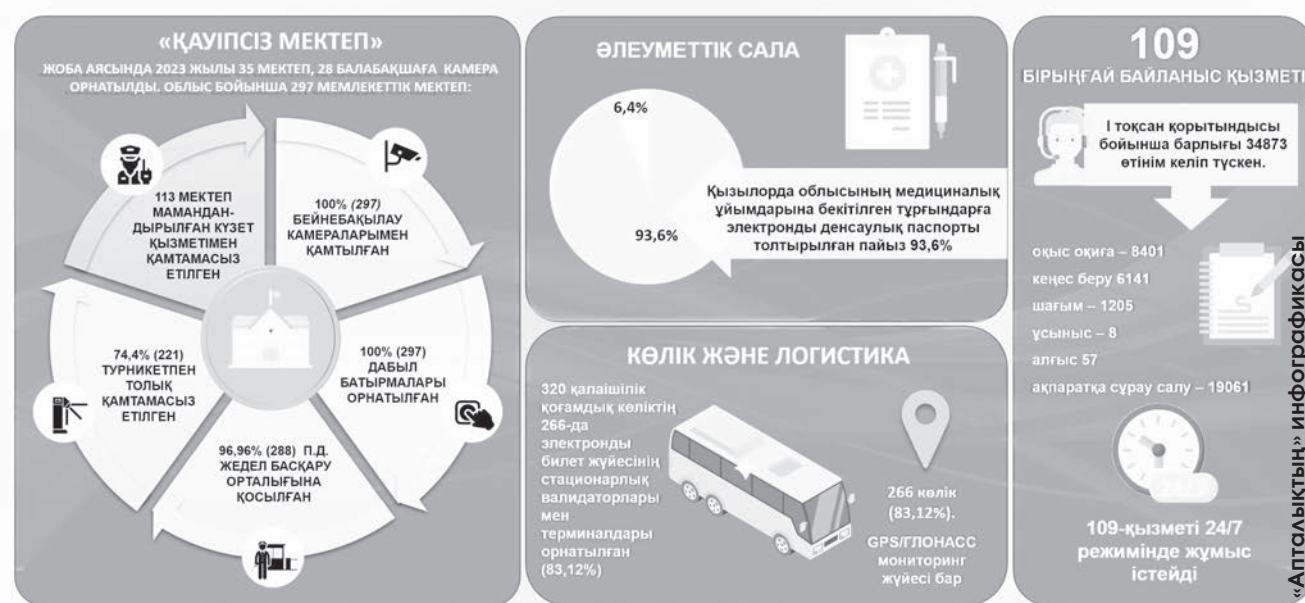 «ҚАУІПСІЗ МЕКТЕП»
ЖОБА АЯСЫНДА 2023 ЖЫЛЫ 35 МЕКТЕП, 28 БАЛАБАҚШАҒА КАМЕРА
ОРНАТЫЛДЫ. ОБЛЫС БОЙЫНША 297 МЕМЛЕКЕТТІК МЕКТЕП:
113 МЕКТЕП
МАМАНДАН-
ДЫРЫЛҒАН КҮЗЕТ
ҚЫЗМЕТІМЕН
ҚАМТАМАСЫЗ
ЕТІЛГЕН
100% (297)
БЕЙНЕБАҚЫЛАУ
КАМЕРАЛАРЫМЕН
ҚАМТЫЛҒАН
74,4% (221)
ТУРНИКЕТПЕН
ТОЛЫҚ
ҚАМТАМАСЫЗ
ЕТІЛГЕН
100% (297)
ДАБЫЛ
БАТЫРМАЛАРЫ
ОРНАТЫЛҒАН
96,96% (288) П.Д.
ЖЕДЕЛ БАСҚАРУ
ОРТАЛЫҒЫНА
ҚОСЫЛҒАН
ӘЛЕУМЕТТІК САЛА
6,4%
93,6%
Қызылорда облысының медициналық
ұйымдарына бекітілген тұрғындарға
электронды денсаулық паспорты
толтырылған пайыз 93,6%
КӨЛІК ЖӘНЕ ЛОГИСТИКА
320 қалаішілік
қоғамдық көліктің
266-да
электронды
билет жүйесінің
стационарлық
валидаторлары
мен
терминалдары
орнатылған
(83,12%)
266 көлік
(83,12%).
GPS/ГЛОНАСС
мониторинг
жүйесі бар
109
БІРЫҢҒАЙ БАЙЛАНЫС ҚЫЗМЕТІ
І тоқсан қорытындысы
бойынша барлығы 34873
өтінім келіп түскен.
оқыс оқиға – 8401
кеңес беру 6141
шағым – 1205
ұсыныс – 8
алғыс 57
ақпаратқа сұрау салу – 19061
109-қызметі 24/7
режимінде жұмыс
істейді
«Апталықтың» инфографикасы